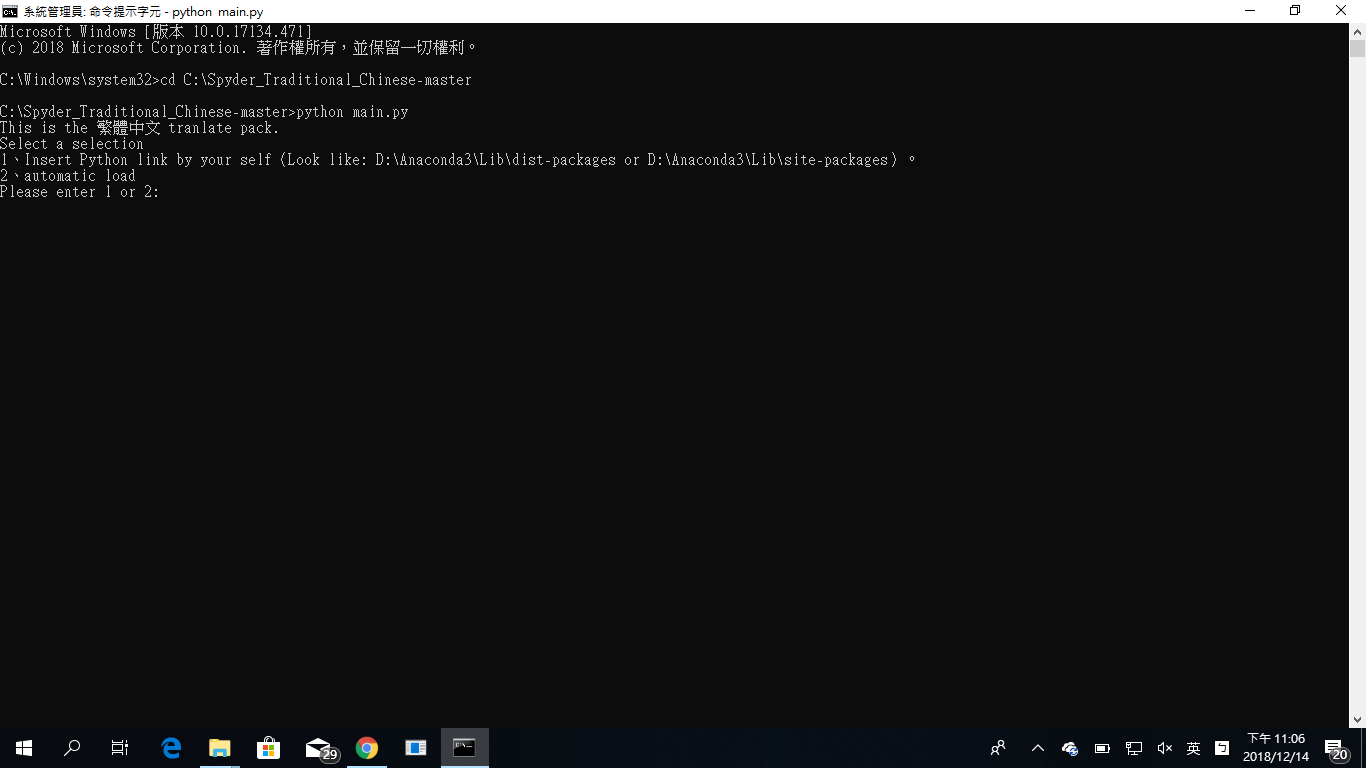 系統管理員: 命令提示字元 - python  main.py
Microsoft Windows [版本 10.0.17134.471]
(c) 2018 Microsoft Corporation. 著作權所有，並保留一切權利。
C:\Windows\system32>cd C:\Spyder_Traditional_Chinese-master
C:\Spyder_Traditional_Chinese-master>python main.py
This is the 繁體中文 tranlate pack.
Select a selection
1、Insert Python link by your self (Look like: D:\Anaconda3\Lib\dist-packages or D:\Anaconda3\Lib\site-packages) 。
2、automatic load
Please enter 1 or 2:
29
英
下午 11:06
2018/12/14
20